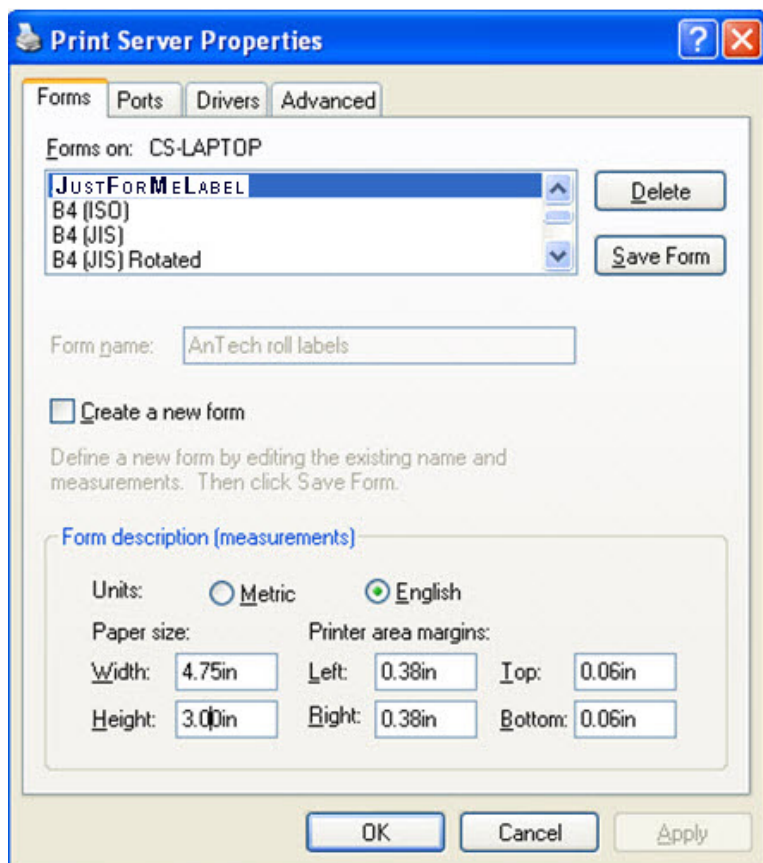 Print Server Properties
Forms Ports Drivers Advanced
Forms on: CS-LAPTOP
JUSTFORMELABEL
B4 (ISO)
B4 (JIS)
B4 (JIS) Rotated
Delete
Save Form
Form name: AnTech roll labels
Create a new form
Define a new form by editing the existing name and
measurements. Then click Save Form.
Form description (measurements)
Units: Metric English
Paper size: Printer area margins:
Width: 4.75in Left: 0.38in Top: 0.06in
Height: 3.00in Right: 0.38in Bottom: 0.06in
OK Cancel Apply